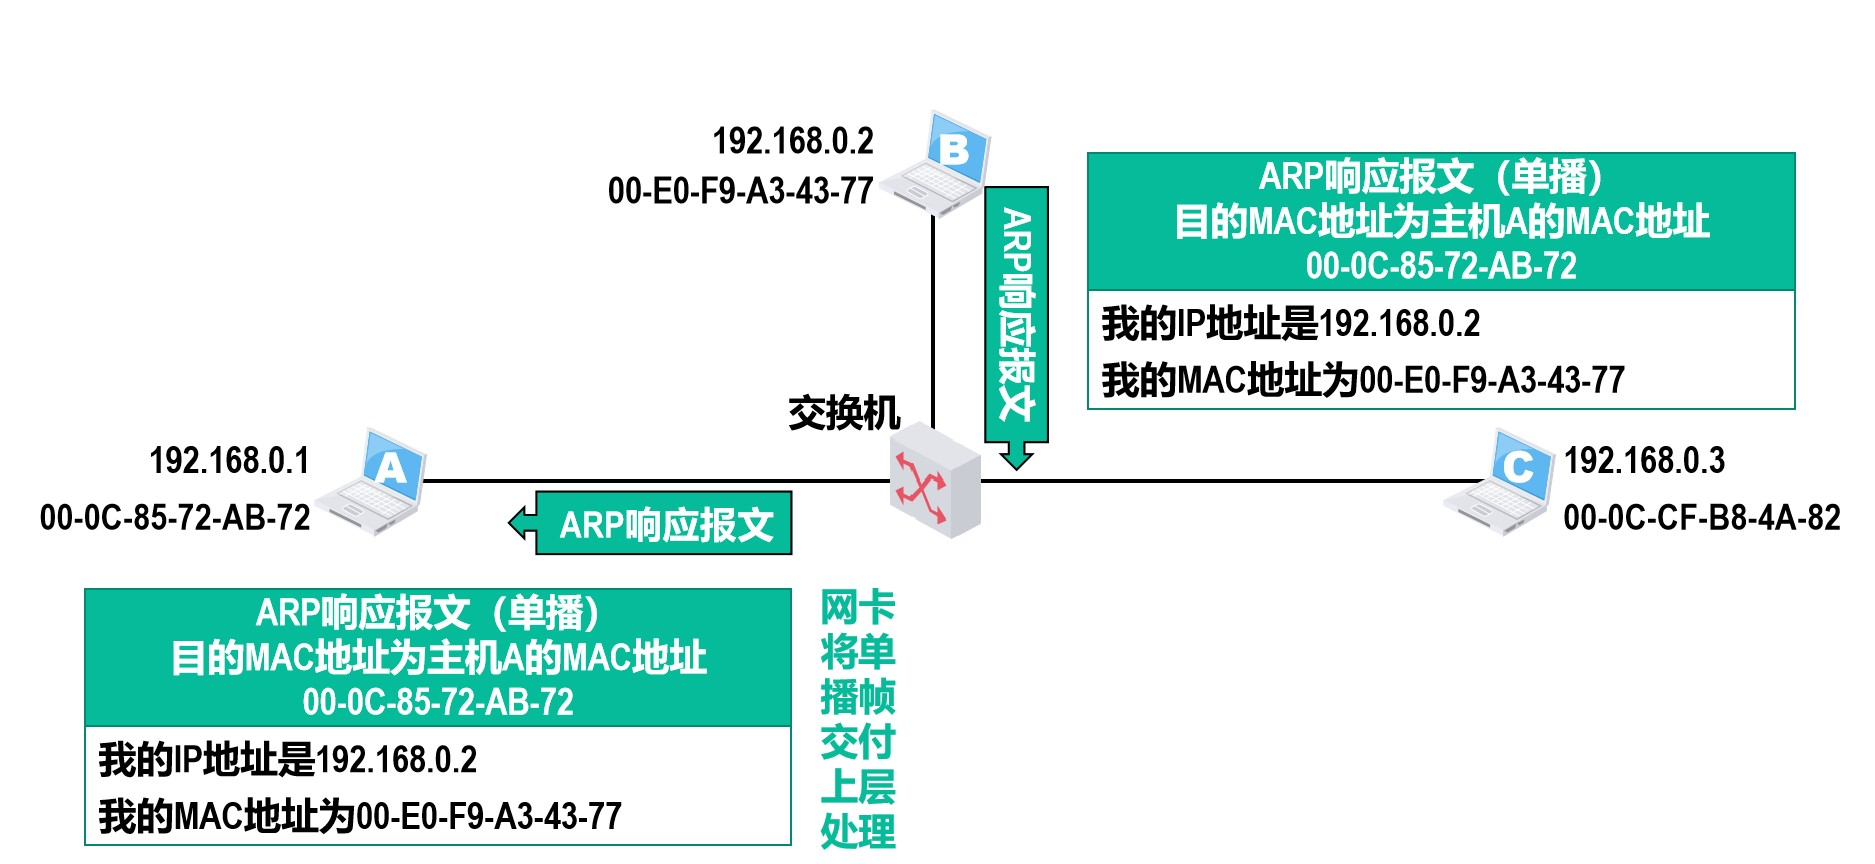 192.168.0.2
00-E0-F9-A3-43-77
B
ARP响应报文
ARP响应报文（单播）
目的MAC地址为主机A的MAC地址
00-0C-85-72-AB-72
我的IP地址是192.168.0.2
我的MAC地址为00-E0-F9-A3-43-77
交换机
192.168.0.1
00-0C-85-72-AB-72
A
ARP响应报文
C
192.168.0.3
00-0C-CF-B8-4A-82
ARP响应报文（单播）
目的MAC地址为主机A的MAC地址
00-0C-85-72-AB-72
我的IP地址是192.168.0.2
我的MAC地址为00-E0-F9-A3-43-77
网卡
将单
播帧
交付
上层
处理